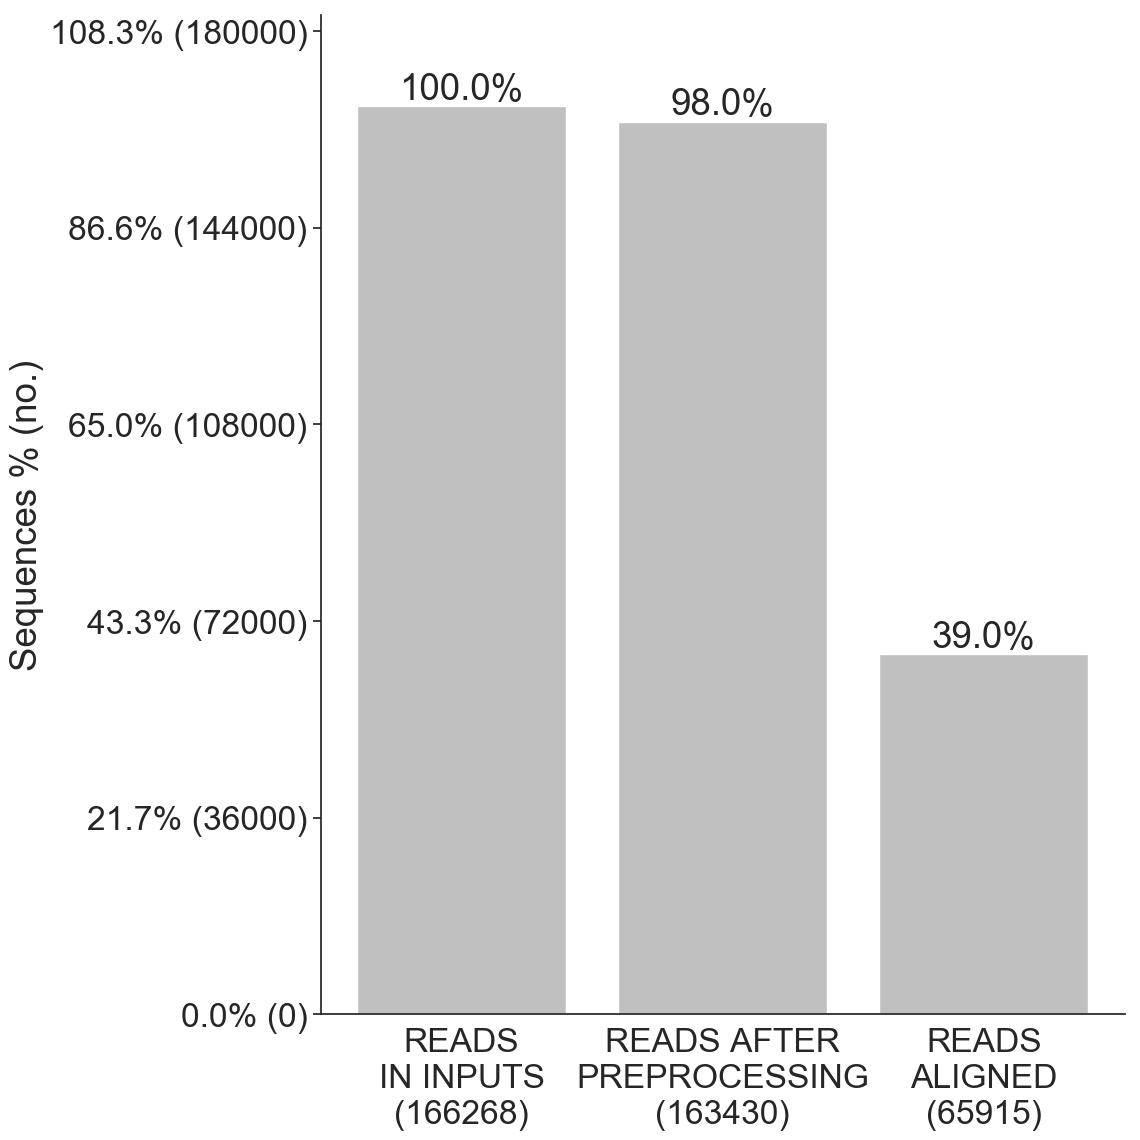 108.3% (180000)
86.6% (144000)
65.0% (108000)
43.3% (72000)
21.7% (36000)
0.0% (0)
Sequences % (no.)
100.0%
98.0%
39.0%
READS
IN INPUTS
(166268)
READS AFTER
PREPROCESSING
(163430)
READS
ALIGNED
(65915)